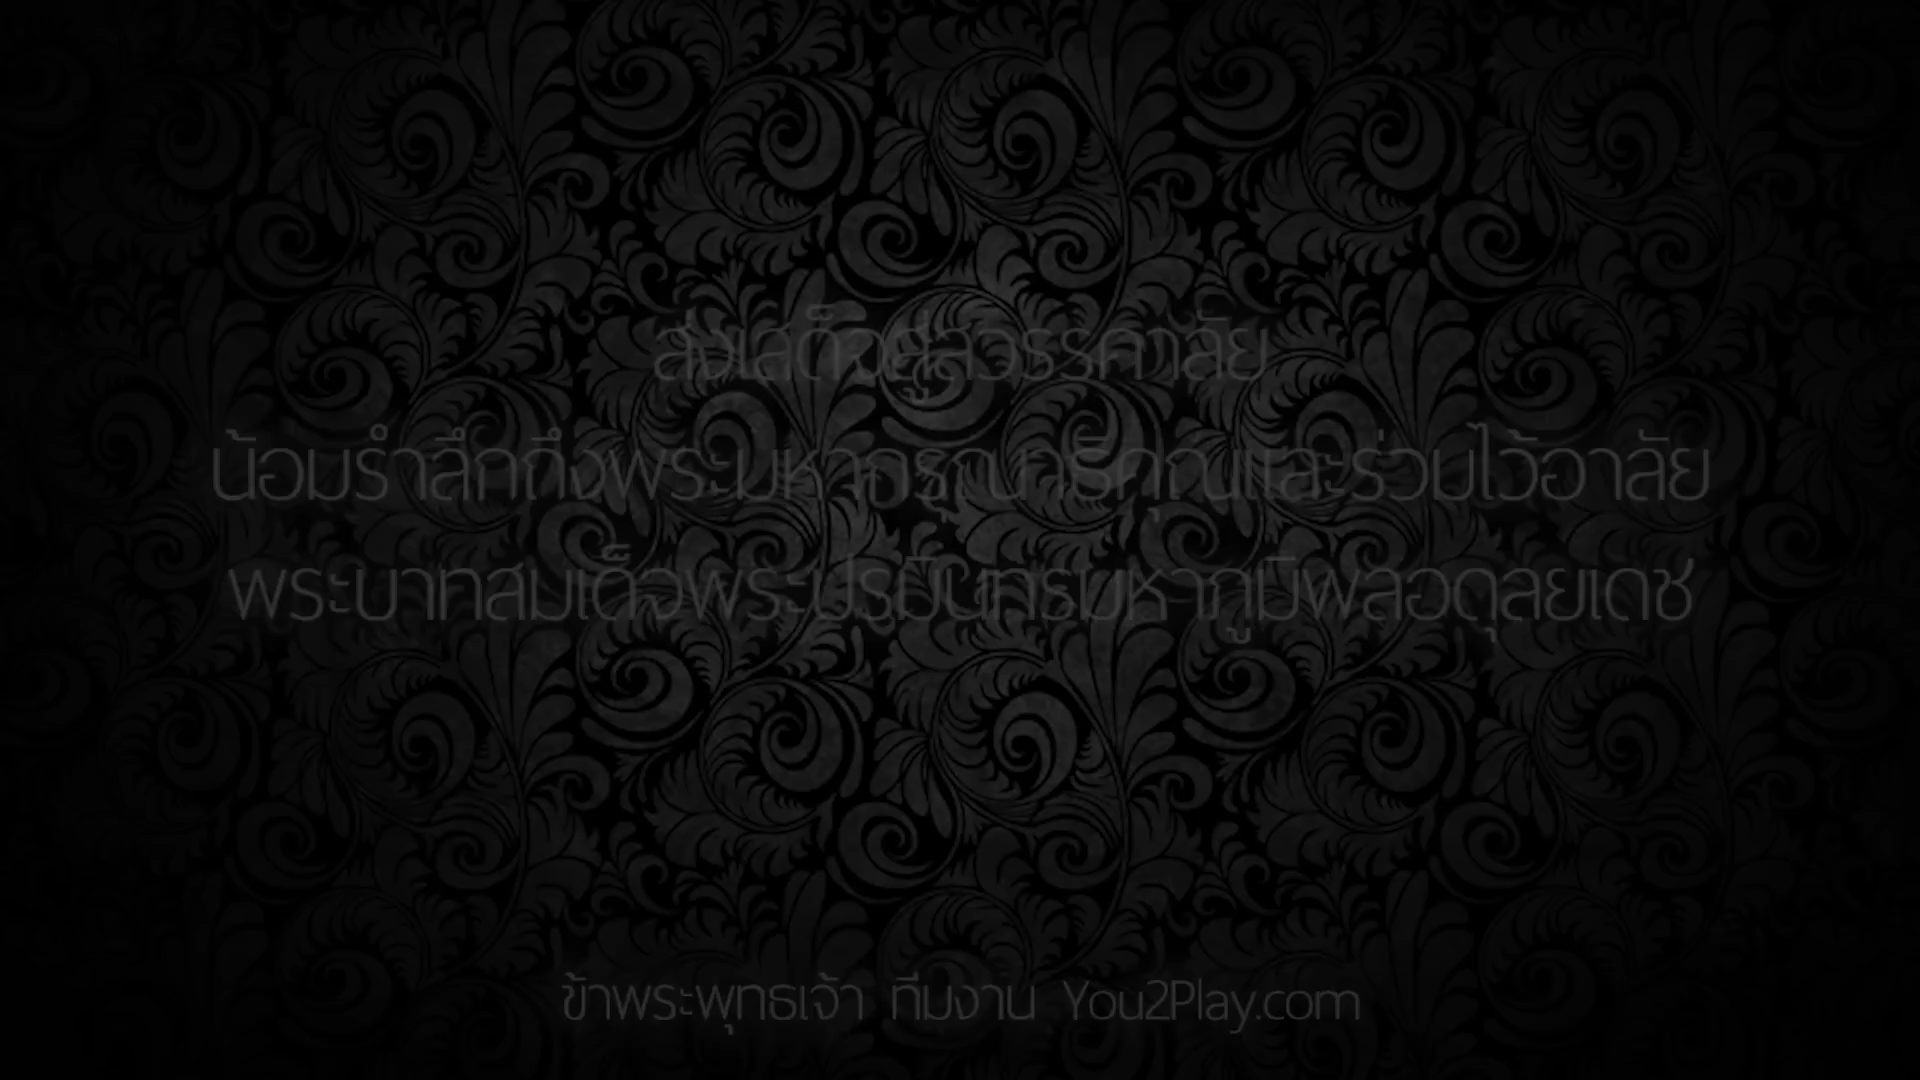 ส่งเสด็จสู่สวรรคาลัย
น้อมรำลึกถึงพระมหากรุณาธิคุณและร่วมไว้อาลัย
พระบาทสมเด็จพระปรมินทรมหาภูมิพลอดุลยเดช
ข้าพระพุทธเจ้า ทีมงาน You2Play.com